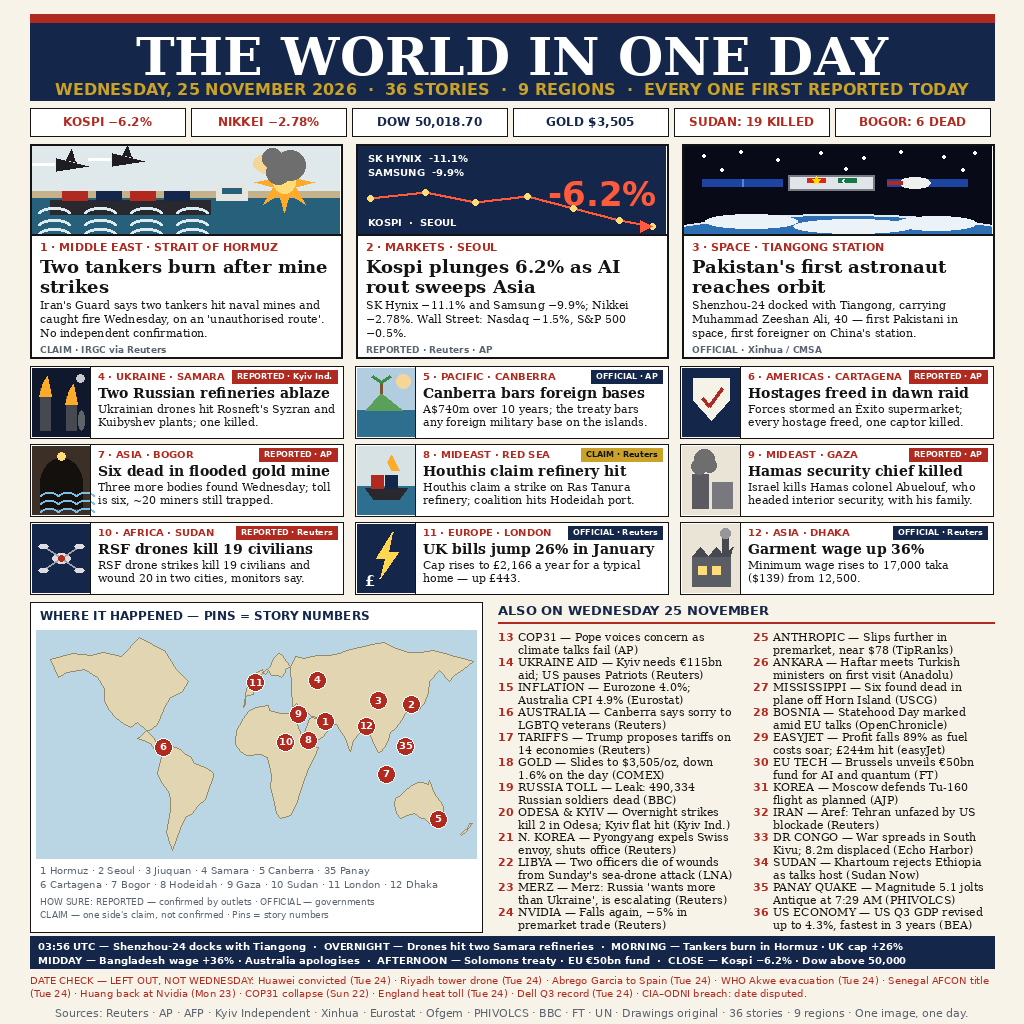 THE WORLD IN ONE DAY
WEDNESDAY, 25 NOVEMBER 2026 · 36 STORIES · 9 REGIONS · EVERY ONE FIRST REPORTED TODAY
KOSPI −6.2%
NIKKEI −2.78%
DOW 50,018.70
GOLD $3,505
SUDAN: 19 KILLED
BOGOR: 6 DEAD
1 · MIDDLE EAST · STRAIT OF HORMUZ
Two tankers burn after mine
strikes
Iran's Guard says two tankers hit naval mines and
caught fire Wednesday, on an 'unauthorised route'.
No independent confirmation.
CLAIM · IRGC via Reuters
SK HYNIX -11.1%
SAMSUNG -9.9%
-6.2%
KOSPI · SEOUL
2 · MARKETS · SEOUL
Kospi plunges 6.2% as AI
rout sweeps Asia
SK Hynix −11.1% and Samsung −9.9%; Nikkei
−2.78%. Wall Street: Nasdaq −1.5%, S&P 500
−0.5%.
REPORTED · Reuters · AP
3 · SPACE · TIANGONG STATION
Pakistan's first astronaut
reaches orbit
Shenzhou-24 docked with Tiangong, carrying
Muhammad Zeeshan Ali, 40 — first Pakistani in
space, first foreigner on China's station.
OFFICIAL · Xinhua / CMSA
4 · UKRAINE · SAMARA
REPORTED · Kyiv Ind.
Two Russian refineries ablaze
Ukrainian drones hit Rosneft's Syzran and
Kuibyshev plants; one killed.
5 · PACIFIC · CANBERRA
OFFICIAL · AP
Canberra bars foreign bases
A$740m over 10 years; the treaty bars
any foreign military base on the islands.
6 · AMERICAS · CARTAGENA
REPORTED · AP
Hostages freed in dawn raid
Forces stormed an Éxito supermarket;
every hostage freed, one captor killed.
7 · ASIA · BOGOR
REPORTED · AP
Six dead in flooded gold mine
Three more bodies found Wednesday; toll
is six, ~20 miners still trapped.
8 · MIDEAST · RED SEA
CLAIM · Reuters
Houthis claim refinery hit
Houthis claim a strike on Ras Tanura
refinery; coalition hits Hodeidah port.
9 · MIDEAST · GAZA
REPORTED · AP
Hamas security chief killed
Israel kills Hamas colonel Abuelouf, who
headed interior security, with his family.
10 · AFRICA · SUDAN
REPORTED · Reuters
RSF drones kill 19 civilians
RSF drone strikes kill 19 civilians and
wound 20 in two cities, monitors say.
£
11 · EUROPE · LONDON
OFFICIAL · Reuters
UK bills jump 26% in January
Cap rises to £2,166 a year for a typical
home — up £443.
12 · ASIA · DHAKA
OFFICIAL · Reuters
Garment wage up 36%
Minimum wage rises to 17,000 taka
($139) from 12,500.
WHERE IT HAPPENED — PINS = STORY NUMBERS
11
4
3
2
9
1
12
10
8
35
6
7
5
1 Hormuz · 2 Seoul · 3 Jiuquan · 4 Samara · 5 Canberra · 35 Panay
6 Cartagena · 7 Bogor · 8 Hodeidah · 9 Gaza · 10 Sudan · 11 London · 12 Dhaka
HOW SURE: REPORTED — confirmed by outlets · OFFICIAL — governments
CLAIM — one side's claim, not confirmed · Pins = story numbers
ALSO ON WEDNESDAY 25 NOVEMBER
13 COP31 — Pope voices concern as
climate talks fail (AP)
14 UKRAINE AID — Kyiv needs €115bn
aid; US pauses Patriots (Reuters)
15 INFLATION — Eurozone 4.0%;
Australia CPI 4.9% (Eurostat)
16 AUSTRALIA — Canberra says sorry to
LGBTQ veterans (Reuters)
17 TARIFFS — Trump proposes tariffs on
14 economies (Reuters)
18 GOLD — Slides to $3,505/oz, down
1.6% on the day (COMEX)
19 RUSSIA TOLL — Leak: 490,334
Russian soldiers dead (BBC)
20 ODESA & KYIV — Overnight strikes
kill 2 in Odesa; Kyiv flat hit (Kyiv Ind.)
21 N. KOREA — Pyongyang expels Swiss
envoy, shuts office (Reuters)
22 LIBYA — Two officers die of wounds
from Sunday's sea-drone attack (LNA)
23 MERZ — Merz: Russia 'wants more
than Ukraine', is escalating (Reuters)
24 NVIDIA — Falls again, −5% in
premarket trade (Reuters)
25 ANTHROPIC — Slips further in
premarket, near $78 (TipRanks)
26 ANKARA — Haftar meets Turkish
ministers on first visit (Anadolu)
27 MISSISSIPPI — Six found dead in
plane off Horn Island (USCG)
28 BOSNIA — Statehood Day marked
amid EU talks (OpenChronicle)
29 EASYJET — Profit falls 89% as fuel
costs soar; £244m hit (easyJet)
30 EU TECH — Brussels unveils €50bn
fund for AI and quantum (FT)
31 KOREA — Moscow defends Tu-160
flight as planned (AJP)
32 IRAN — Aref: Tehran unfazed by US
blockade (Reuters)
33 DR CONGO — War spreads in South
Kivu; 8.2m displaced (Echo Harbor)
34 SUDAN — Khartoum rejects Ethiopia
as talks host (Sudan Now)
35 PANAY QUAKE — Magnitude 5.1 jolts
Antique at 7:29 AM (PHIVOLCS)
36 US ECONOMY — US Q3 GDP revised
up to 4.3%, fastest in 3 years (BEA)
03:56 UTC — Shenzhou-24 docks with Tiangong · OVERNIGHT — Drones hit two Samara refineries · MORNING — Tankers burn in Hormuz · UK cap +26%
MIDDAY — Bangladesh wage +36% · Australia apologises · AFTERNOON — Solomons treaty · EU €50bn fund · CLOSE — Kospi −6.2% · Dow above 50,000
DATE CHECK — LEFT OUT, NOT WEDNESDAY: Huawei convicted (Tue 24) · Riyadh tower drone (Tue 24) · Abrego Garcia to Spain (Tue 24) · WHO Akwe evacuation (Tue 24) · Senegal AFCON title
(Tue 24) · Huang back at Nvidia (Mon 23) · COP31 collapse (Sun 22) · England heat toll (Tue 24) · Dell Q3 record (Tue 24) · CIA–ODNI breach: date disputed.
Sources: Reuters · AP · AFP · Kyiv Independent · Xinhua · Eurostat · Ofgem · PHIVOLCS · BBC · FT · UN · Drawings original · 36 stories · 9 regions · One image, one day.